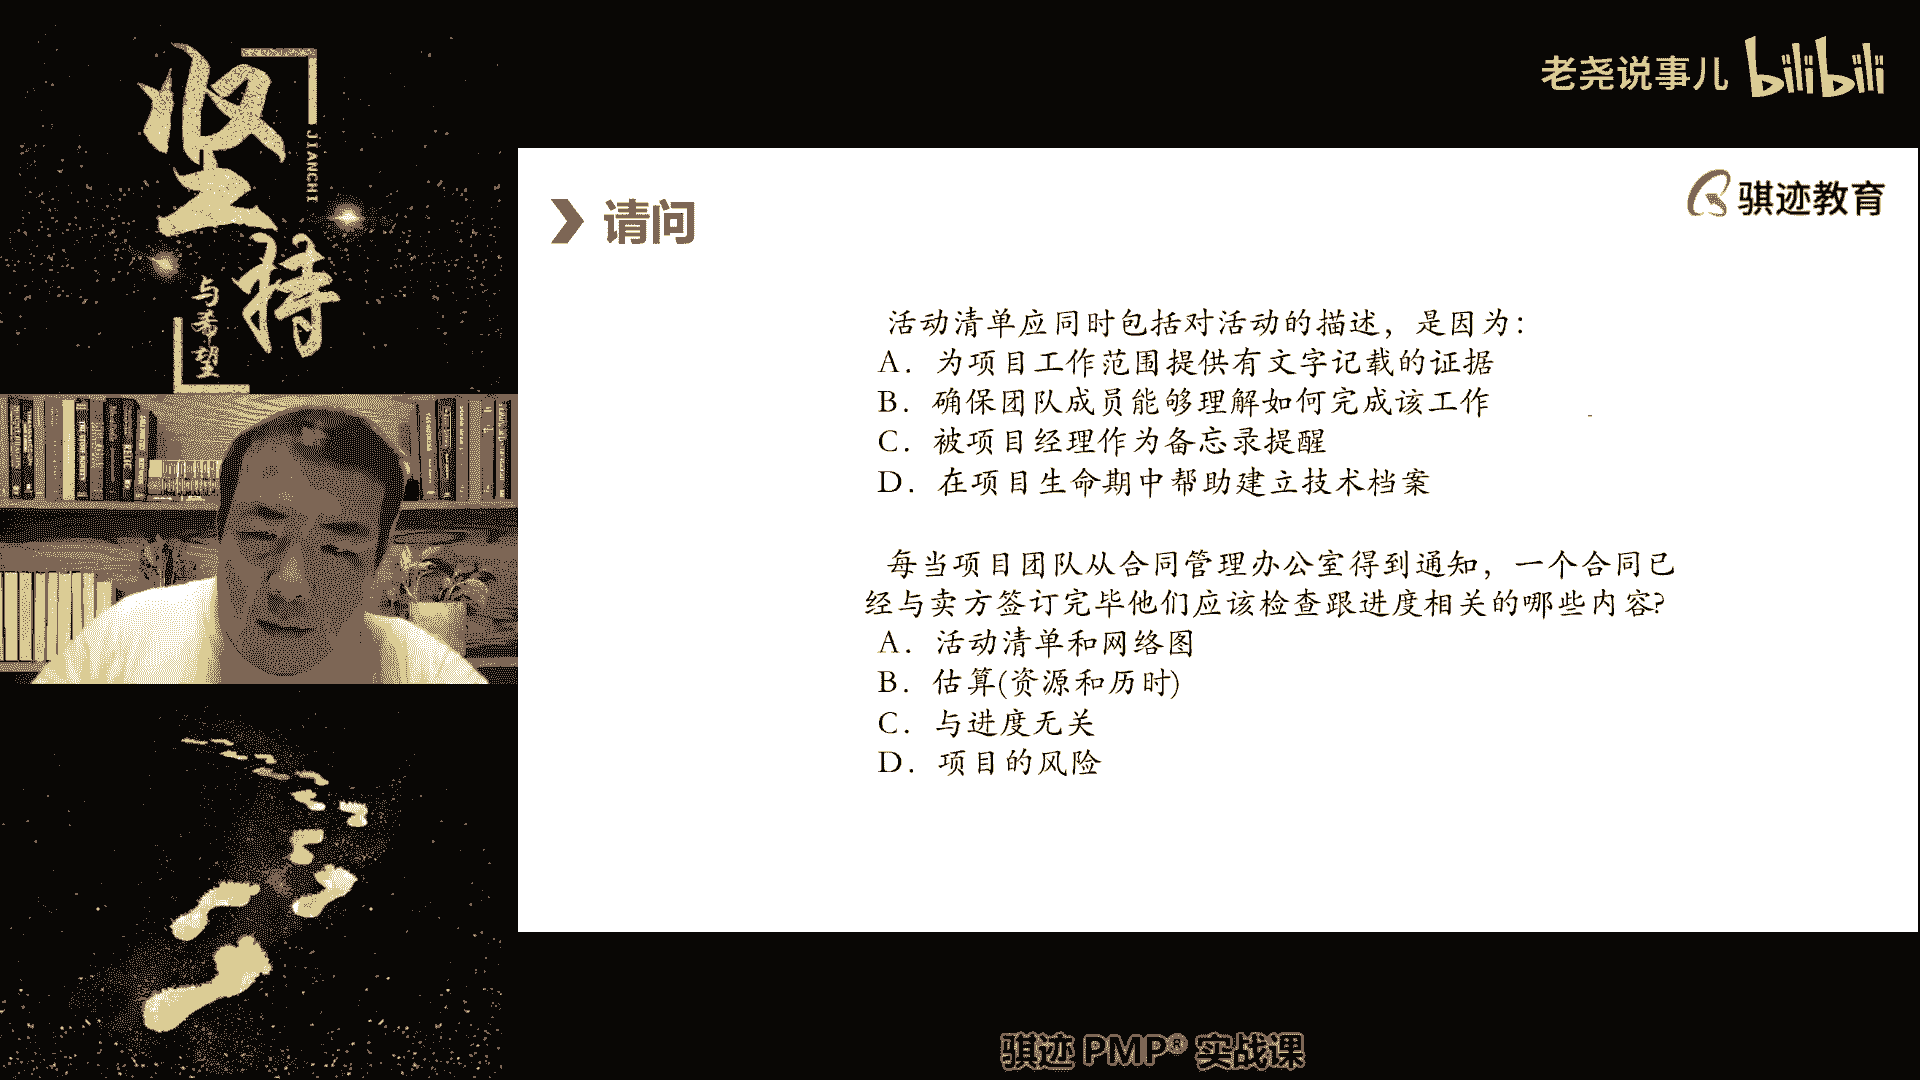 坚持
JIANCHI
与希望
老尧说事儿 bilibili
骐迹教育
请问
活动清单应同时包括对活动的描述，是因为：
A．为项目工作范围提供有文字记载的证据
B．确保团队成员能够理解如何完成该工作
C．被项目经理作为备忘录提醒
D．在项目生命期中帮助建立技术档案
每当项目团队从合同管理办公室得到通知，一个合同已
经与卖方签订完毕他们应该检查跟进度相关的哪些内容?
A．活动清单和网络图
B．估算(资源和历时)
C．与进度无关
D．项目的风险
骐迹 PMP® 实战课